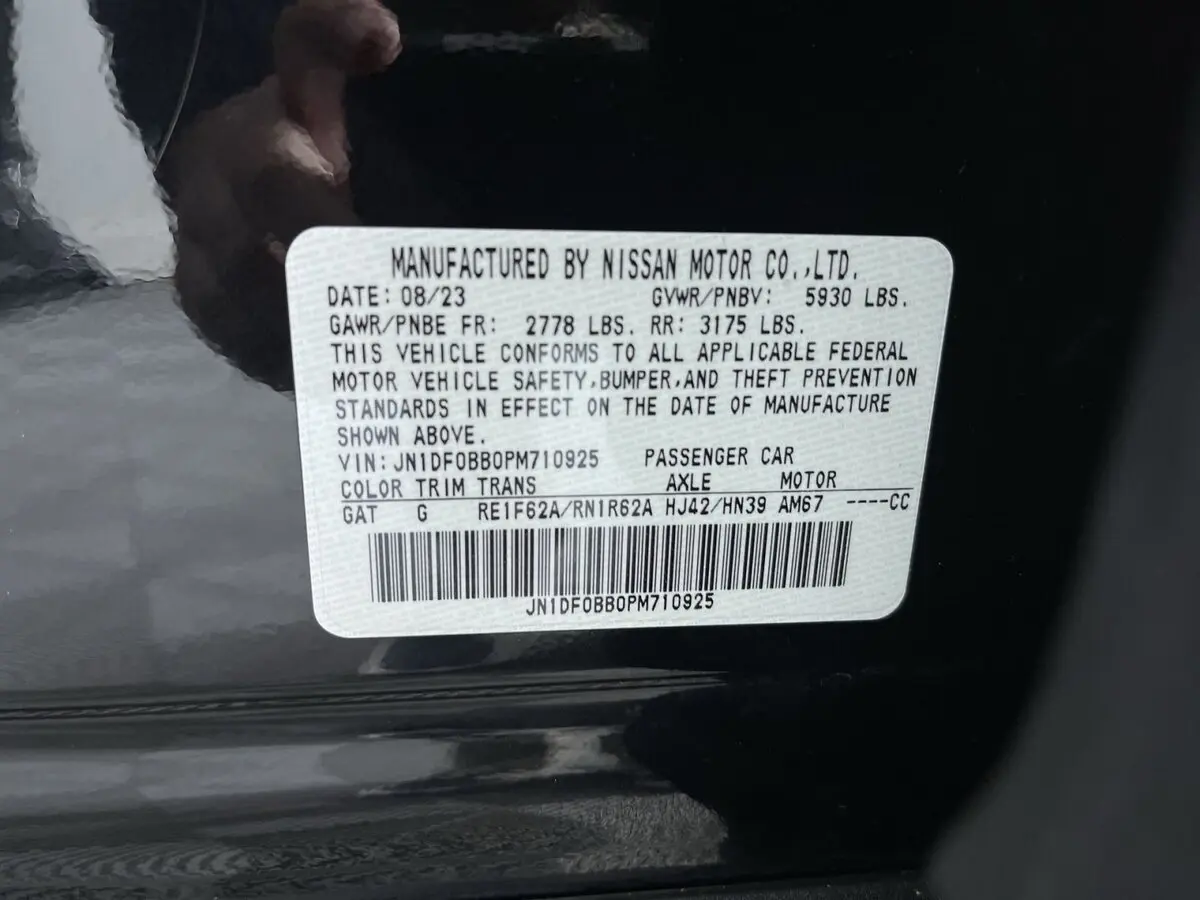 MANUFACTURED BY NISSAN MOTOR CO.,LTD.
DATE: 08/23 GVWR/PNBV: 5930 LBS.
GAWR/PNBE FR: 2778 LBS. RR: 3175 LBS.
THIS VEHICLE CONFORMS TO ALL APPLICABLE FEDERAL
MOTOR VEHICLE SAFETY,BUMPER,AND THEFT PREVENTION
STANDARDS IN EFFECT ON THE DATE OF MANUFACTURE
SHOWN ABOVE.
VIN: JN1DF0BB0PM710925 PASSENGER CAR
COLOR TRIM TRANS AXLE MOTOR
GAT G RE1F62A/RN1R62A HJ42/HN39 AM67 ----CC
JN1DF0BB0PM710925